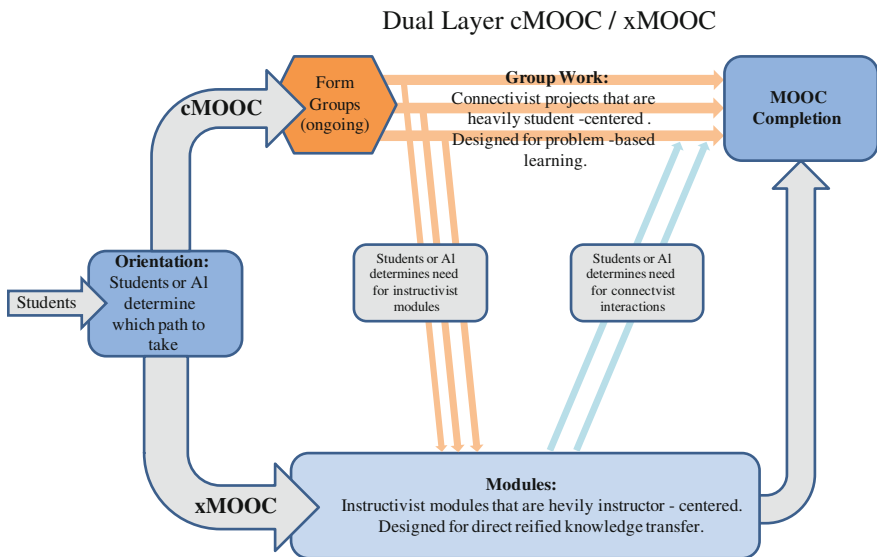 Dual Layer cMOOC / xMOOC
cMOOC
Form
Groups
(ongoing)
Group Work:
Connectivist projects that are
heavily student -centered .
Designed for problem -based
learning.
MOOC
Completion
Students
Orientation:
Students or AI
determine
which path to
take
Students or AI
determines need
for instructivist
modules
Students or AI
determines need
for connectvist
interactions
xMOOC
Modules:
Instructivist modules that are hevily instructor - centered.
Designed for direct reified knowledge transfer.